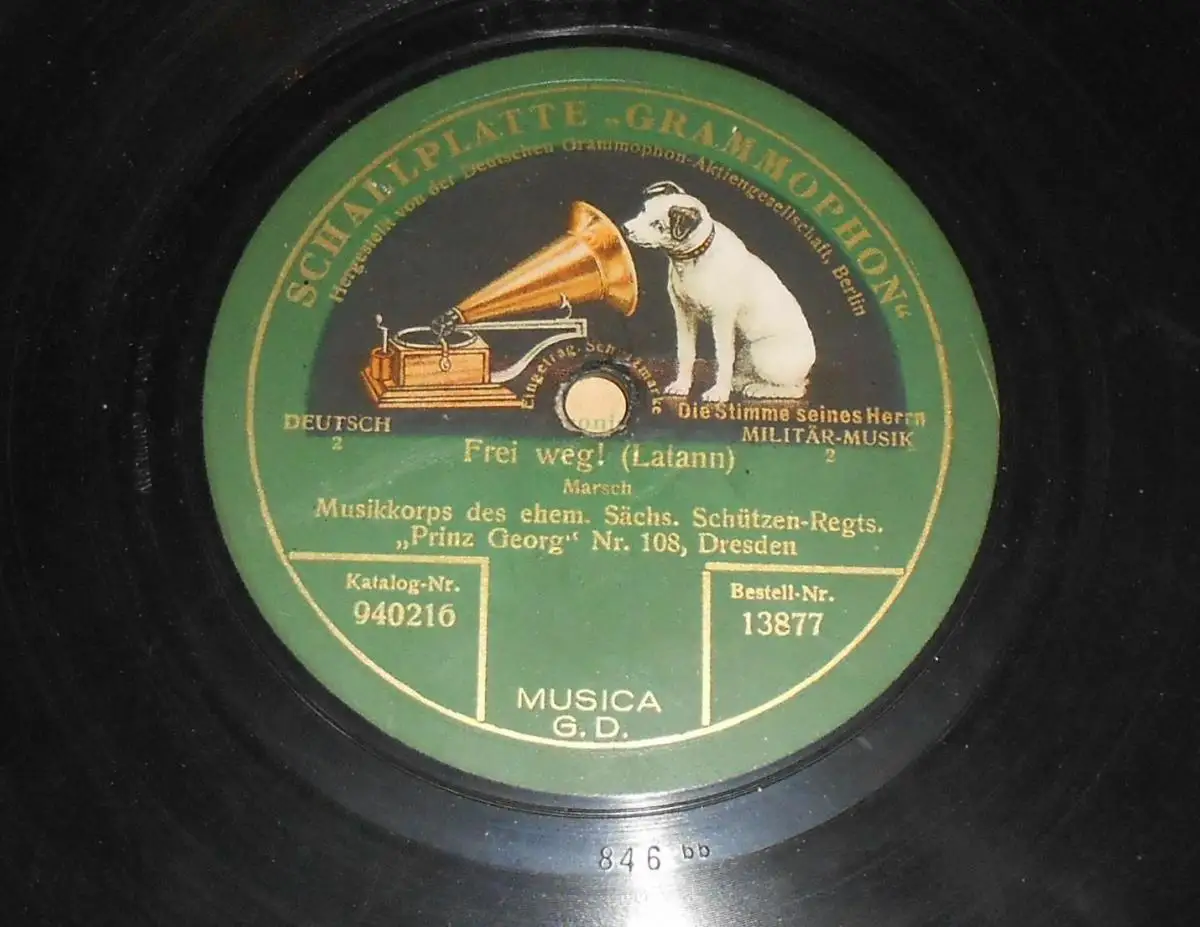 SCHALLPLATTE „GRAMMOPHON“
Hergestellt von der Deutschen Grammophon-Aktiengesellschaft, Berlin
Eingetrag. Schutzmarke
Die Stimme seines Herrn
DEUTSCH
2
MILITÄR-MUSIK
2
Frei weg! (Latann)
Marsch
Musikkorps des ehem. Sächs. Schützen-Regts.
„Prinz Georg“ Nr. 108, Dresden
Katalog-Nr.
940216
Bestell-Nr.
13877
MUSICA
G. D.
846 bb